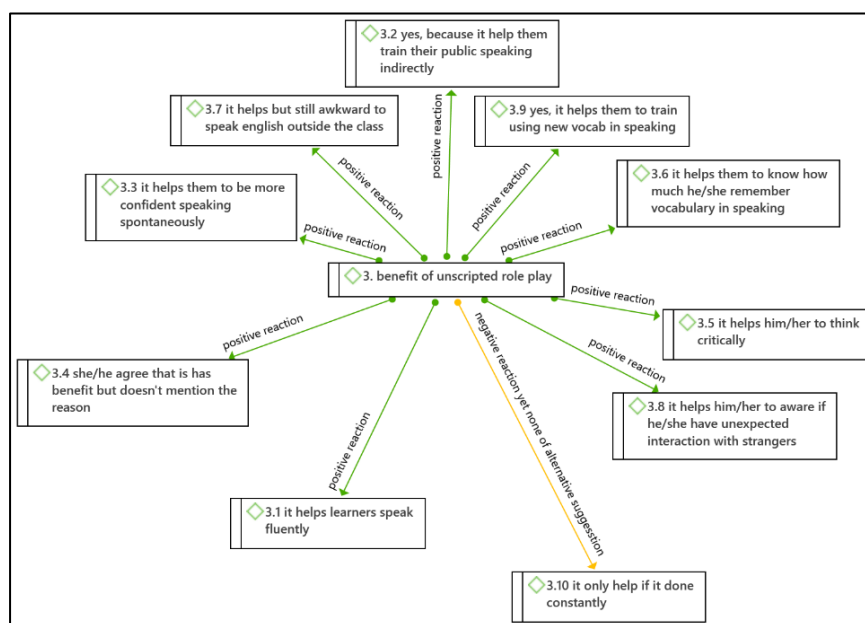 3.2 yes, because it help them
train their public speaking
indirectly
3.7 it helps but still awkward to
speak english outside the class
3.9 yes, it helps them to train
using new vocab in speaking
3.3 it helps them to be more
confident speaking
spontaneously
3.6 it helps them to know how
much he/she remember
vocabulary in speaking
positive reaction
positive reaction
positive reaction
positive reaction
positive reaction
3. benefit of unscripted role play
positive reaction
3.5 it helps him/her to think
critically
positive reaction
positive reaction
positive reaction
negative reaction yet none of alternative suggesstion
3.4 she/he agree that is has
benefit but doesn't mention the
reason
3.8 it helps him/her to aware if
he/she have unexpected
interaction with strangers
3.1 it helps learners speak
fluently
3.10 it only help if it done
constantly